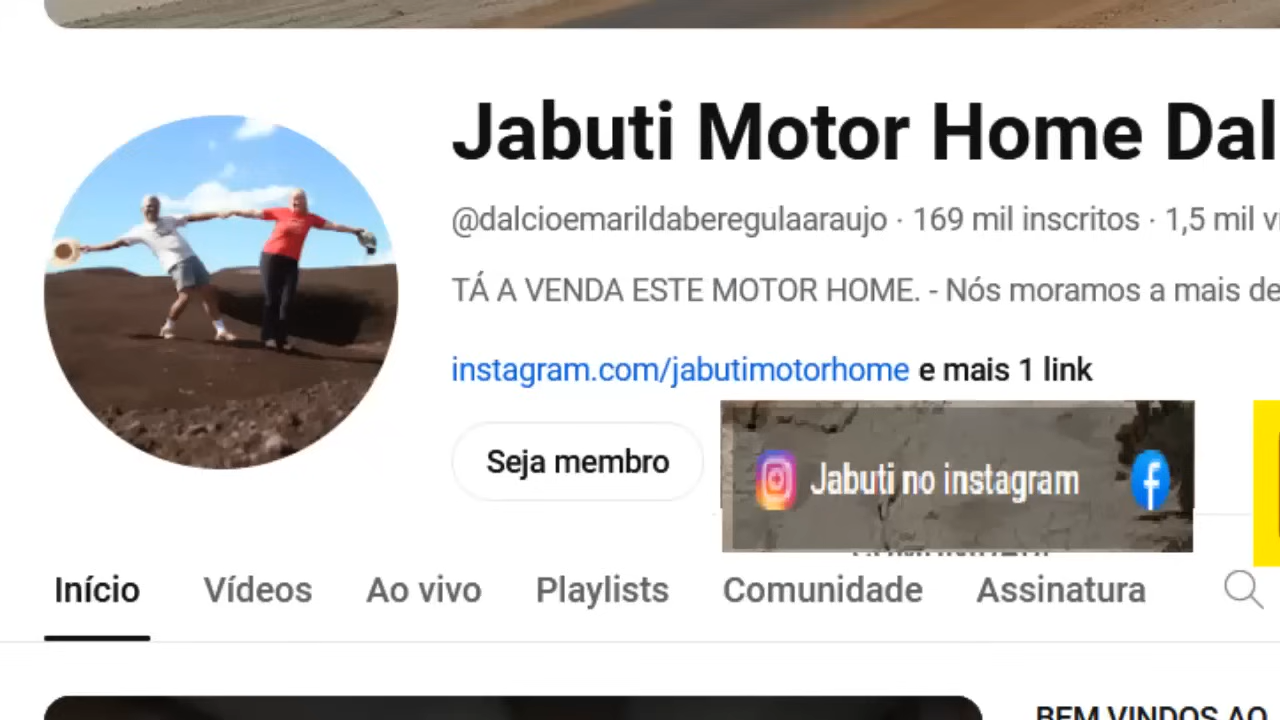 Jabuti Motor Home Dal
@dalcioemarildaberegulaaraujo · 169 mil inscritos · 1,5 mil
TÁ A VENDA ESTE MOTOR HOME. - Nós moramos a mais de
instagram.com/jabutimotorhome e mais 1 link
Seja membro
Jabuti no instagram
Início Vídeos Ao vivo Playlists Comunidade Assinatura
BEM VINDOS AO